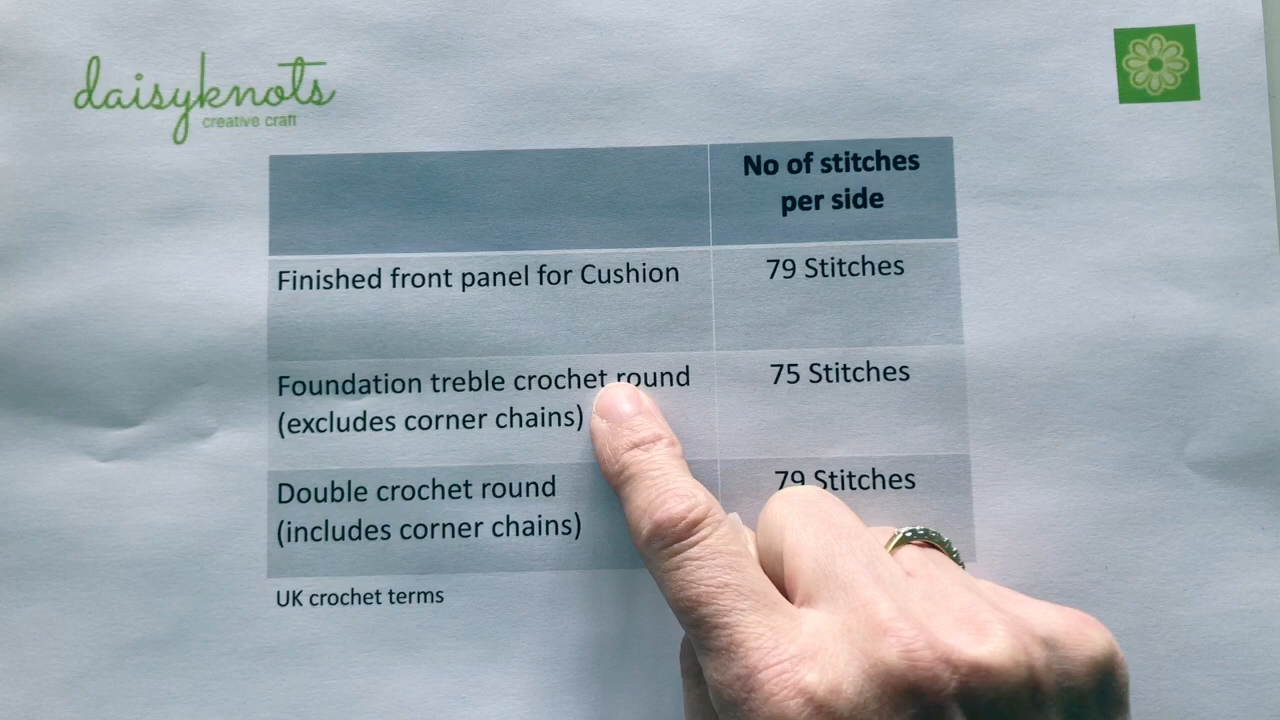 daisyknots
creative craft
No of stitches
per side
Finished front panel for Cushion
79 Stitches
Foundation treble crochet round
(excludes corner chains)
75 Stitches
Double crochet round
(includes corner chains)
79 Stitches
UK crochet terms